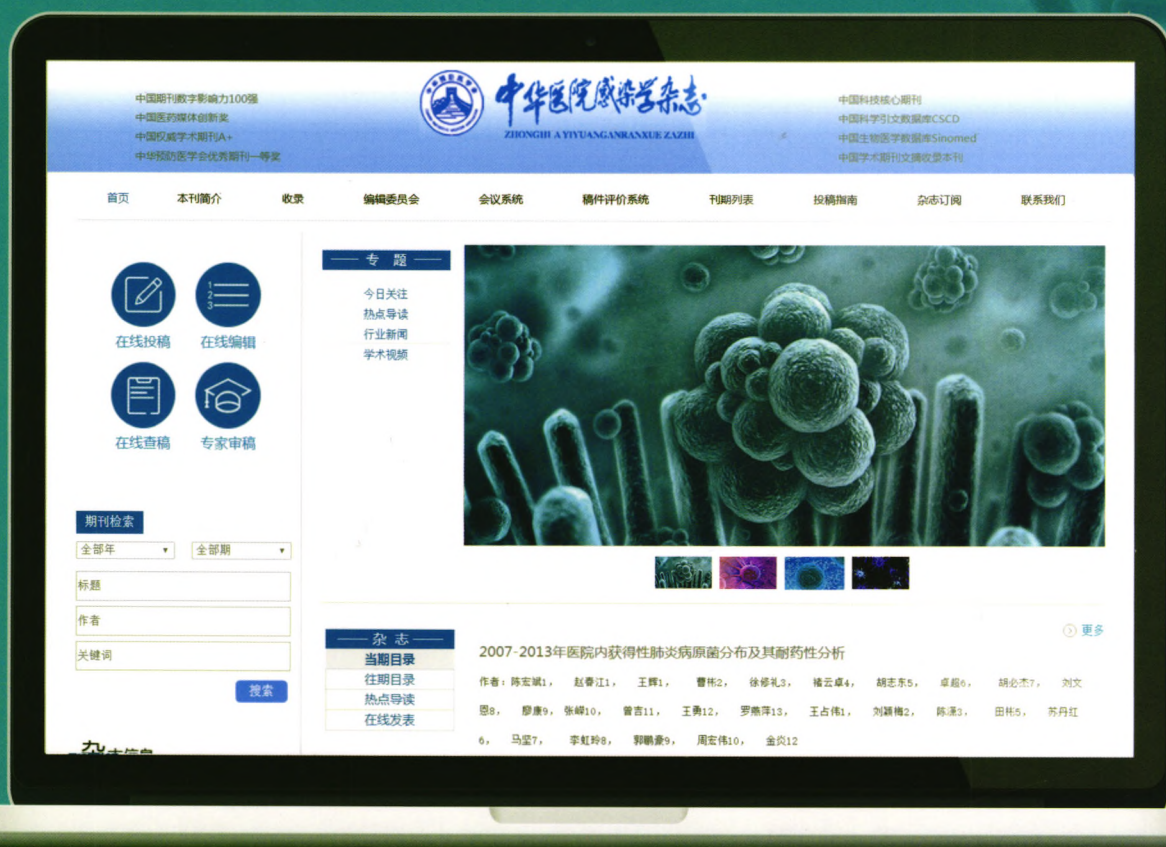 中国期刊数字影响力100强
中国医药媒体创新奖
中国权威学术期刊A+
中华预防医学会优秀期刊一等奖
中华医院感染学杂志
ZHONGHUA YIYUANGANRANXUE ZAZHI
中国科技核心期刊
中国科学引文数据库CSCD
中国生物医学数据库Sinomed
中国学术期刊文摘收录本刊
首页 本刊简介 收录 编辑委员会 会议系统 稿件评价系统 刊期列表 投稿指南 杂志订阅 联系我们
在线投稿 在线编辑
在线查稿 专家审稿
期刊检索
全部年 全部期
标题
作者
关键词
搜索
专 题
今日关注
热点导读
行业新闻
学术视频
更多
杂 志
当期目录
往期目录
热点导读
在线发表
2007-2013年医院内获得性肺炎病原菌分布及其耐药性分析
作者：陈宏斌1， 赵春江1， 王辉1， 曹彬2， 徐修礼3， 褚云卓4， 胡志东5， 卓超6， 胡必杰7， 刘文
恩8， 廖康9， 张嵘10， 曾吉11， 王勇12， 罗燕萍13， 王占伟1， 刘颖梅2， 陈潇3， 田彬5， 苏丹红
6， 马坚7， 李虹玲8， 郭鹏豪9， 周宏伟10， 金炎12